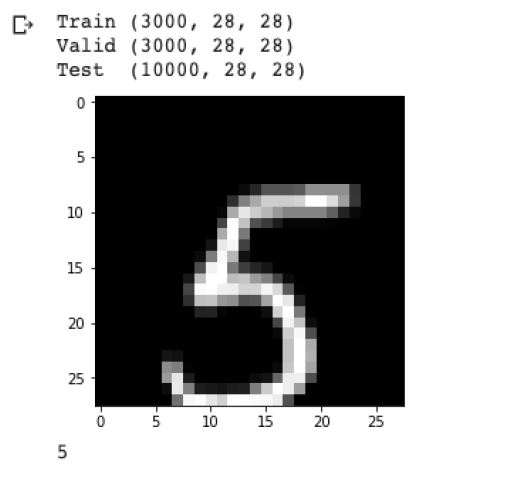 Train (3000, 28, 28)
Valid (3000, 28, 28)
Test  (10000, 28, 28)
0
5
10
15
20
25
0 5 10 15 20 25
5